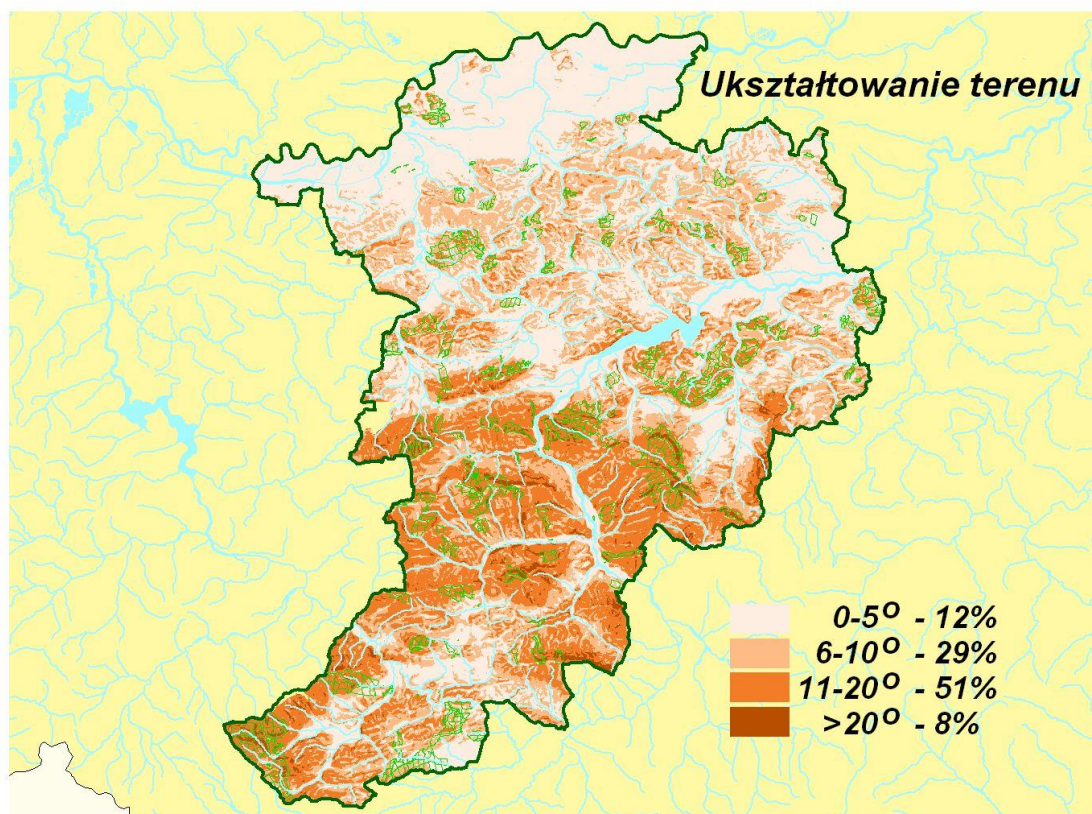 Ukształtowanie terenu
0-5° - 12%
6-10° - 29%
11-20° - 51%
>20° - 8%